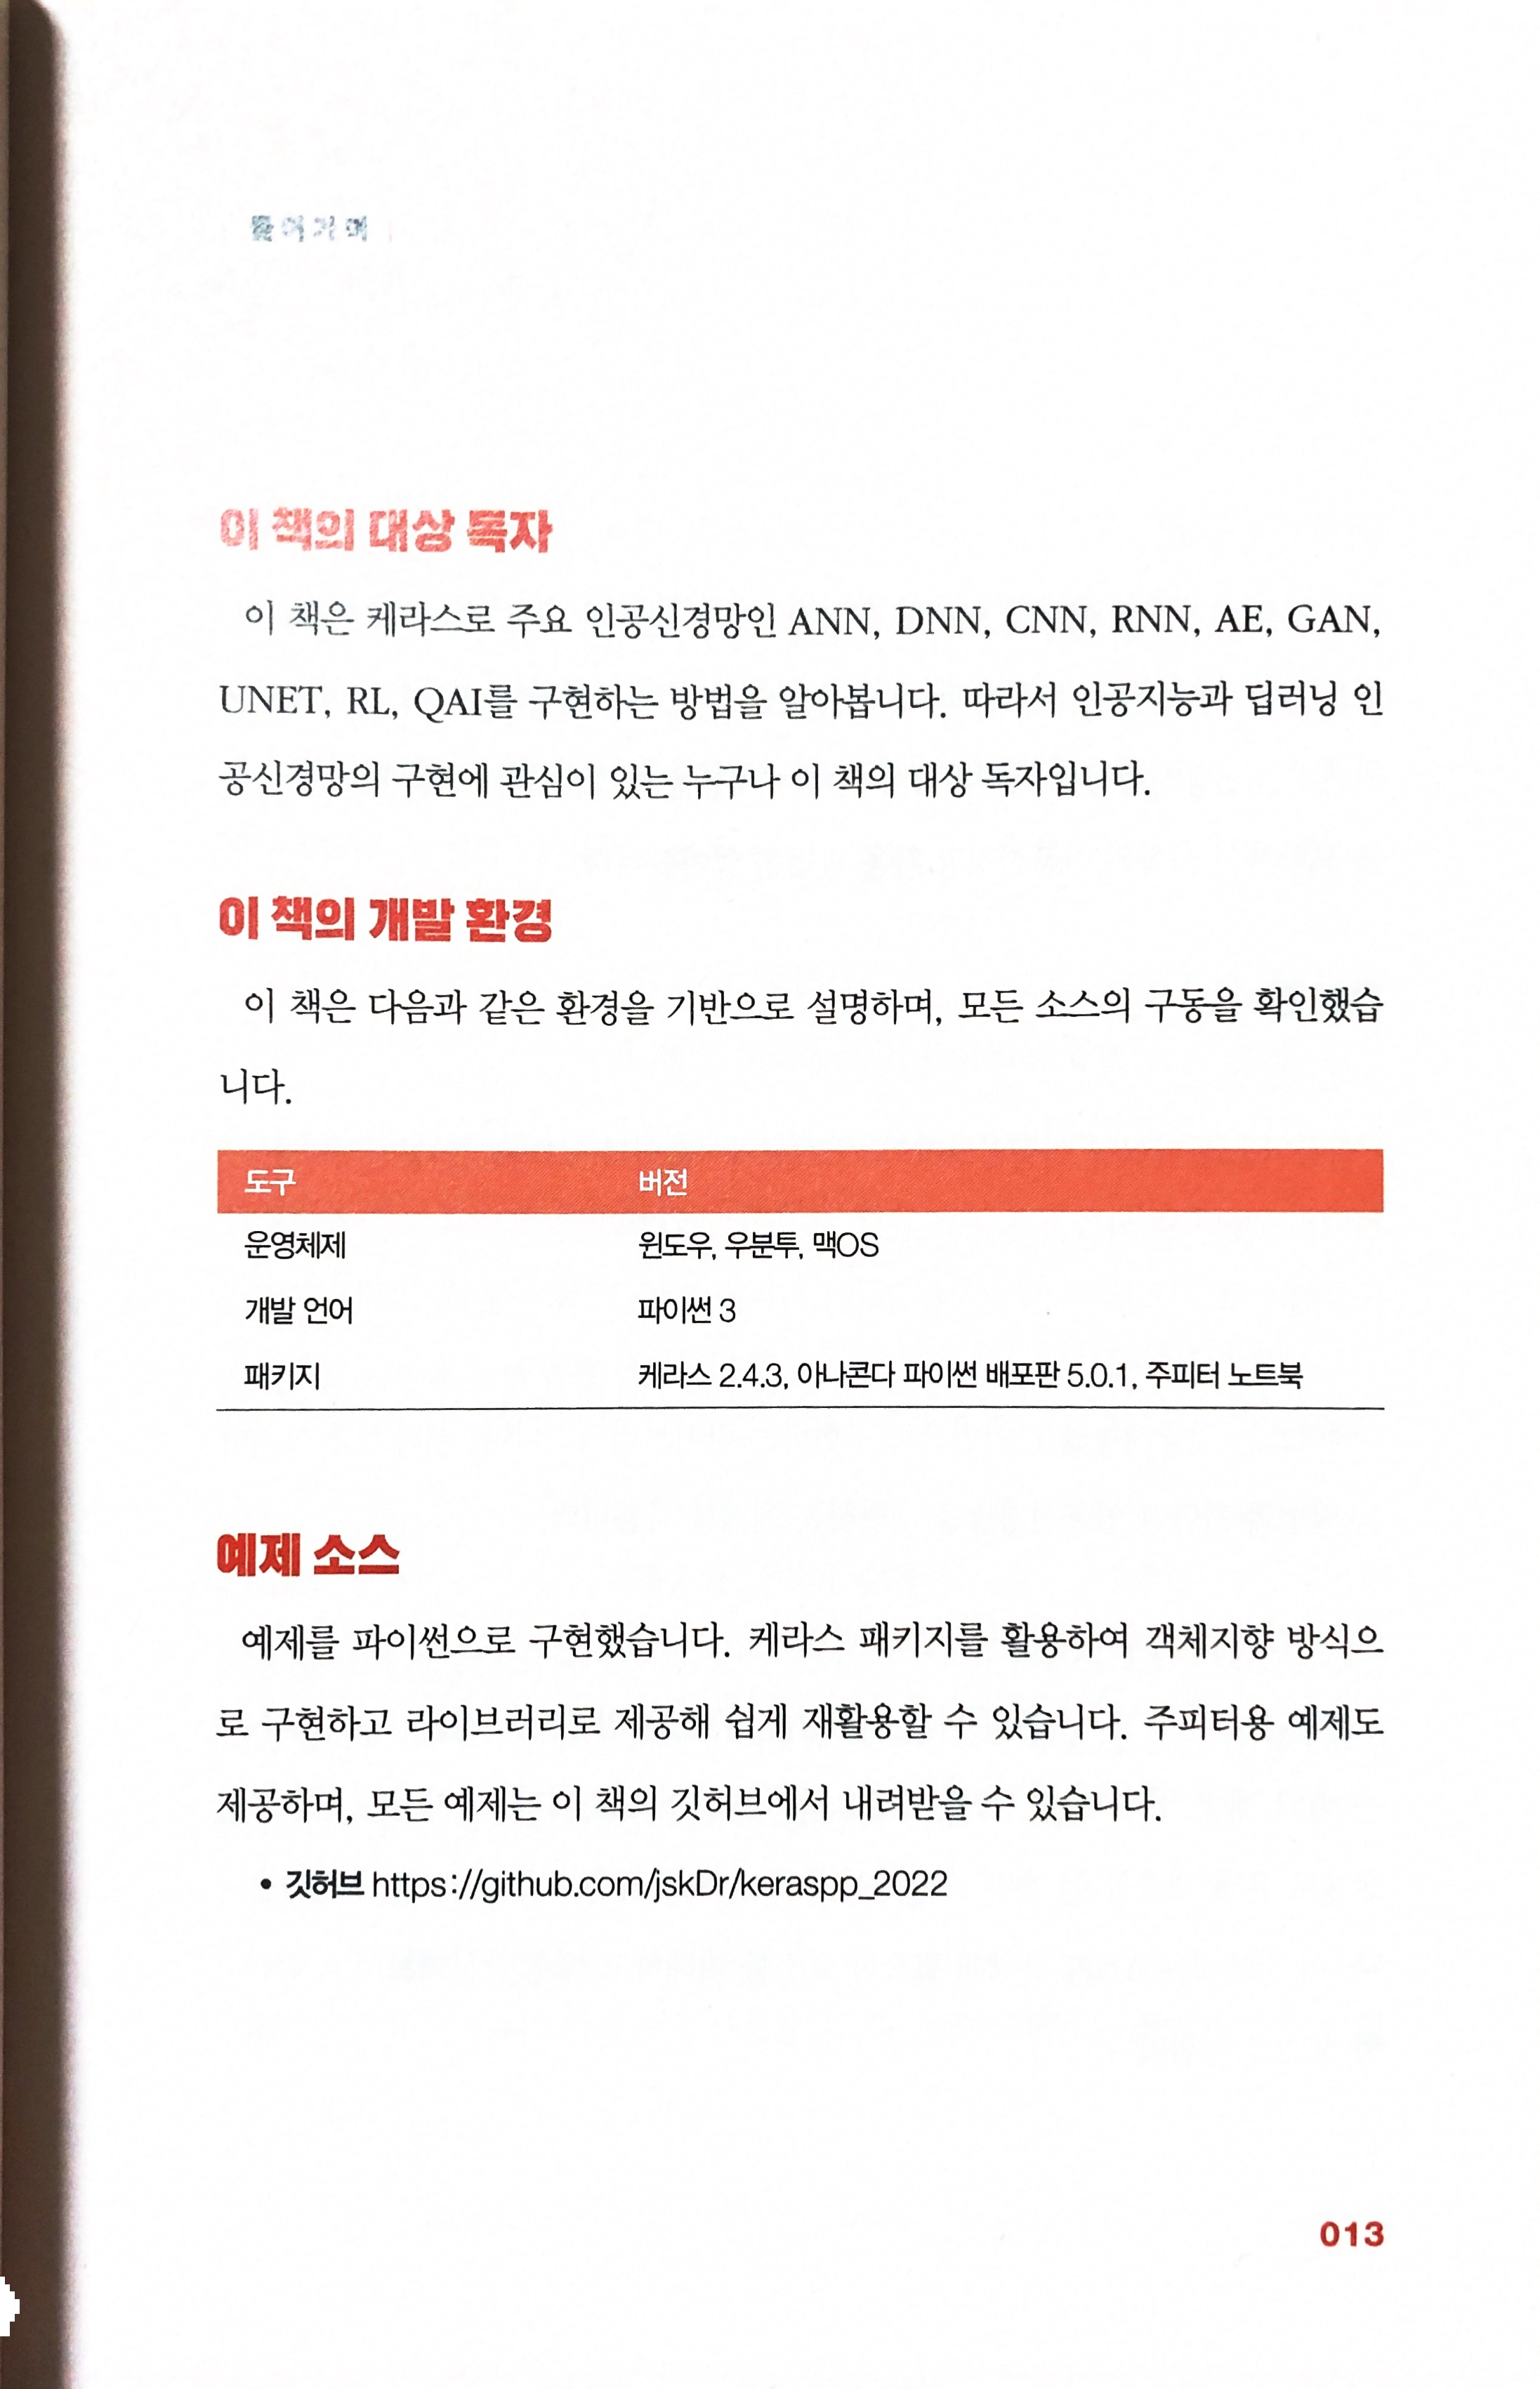 이 책의 대상 독자
이 책은 케라스로 주요 인공신경망인 ANN, DNN, CNN, RNN, AE, GAN,
UNET, RL, QAI를 구현하는 방법을 알아봅니다. 따라서 인공지능과 딥러닝 인
공신경망의 구현에 관심이 있는 누구나 이 책의 대상 독자입니다.
이 책의 개발 환경
이 책은 다음과 같은 환경을 기반으로 설명하며, 모든 소스의 구동을 확인했습
니다.
도구 버전
운영체제 윈도우, 우분투, 맥OS
개발 언어 파이썬 3
패키지 케라스 2.4.3, 아나콘다 파이썬 배포판 5.0.1, 주피터 노트북
예제 소스
예제를 파이썬으로 구현했습니다. 케라스 패키지를 활용하여 객체지향 방식으
로 구현하고 라이브러리로 제공해 쉽게 재활용할 수 있습니다. 주피터용 예제도
제공하며, 모든 예제는 이 책의 깃허브에서 내려받을 수 있습니다.
• 깃허브 https://github.com/jskDr/keraspp_2022
013